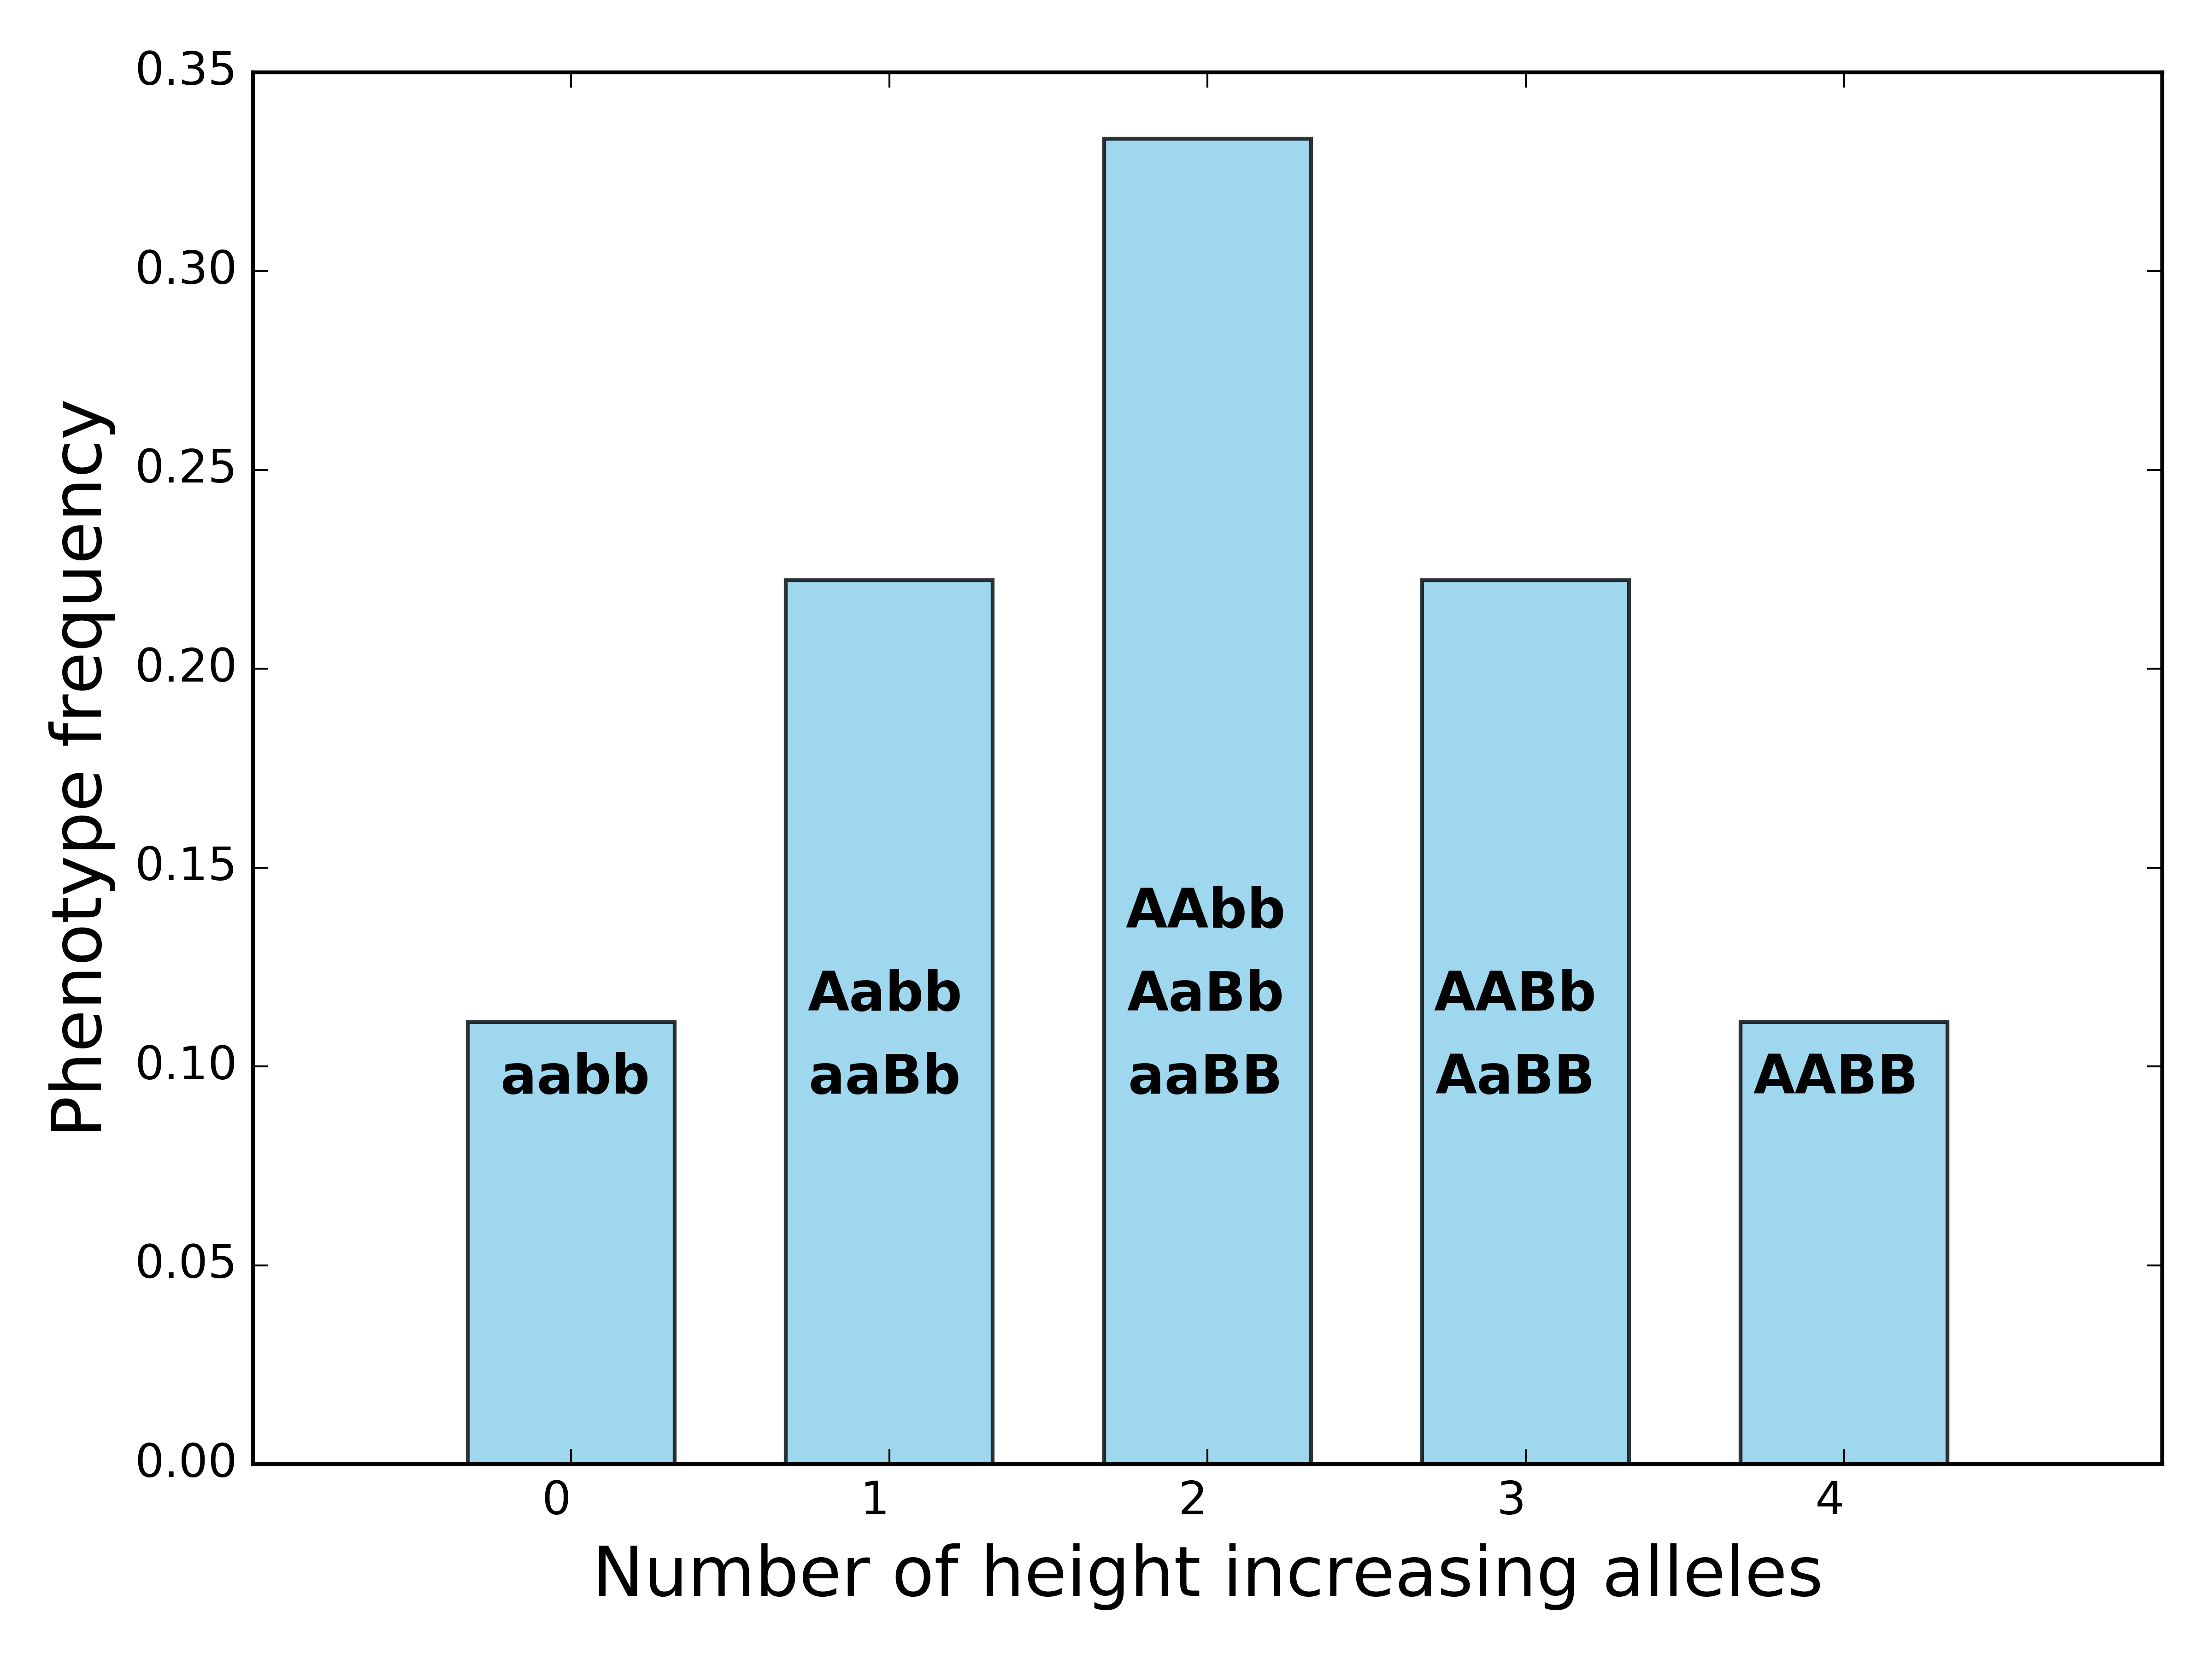 Phenotype frequency
0.35
0.30
0.25
0.20
0.15
0.10
0.05
0.00
aabb
Aabb
aaBb
AAbb
AaBb
aaBB
AABb
AaBB
AABB
0 1 2 3 4
Number of height increasing alleles